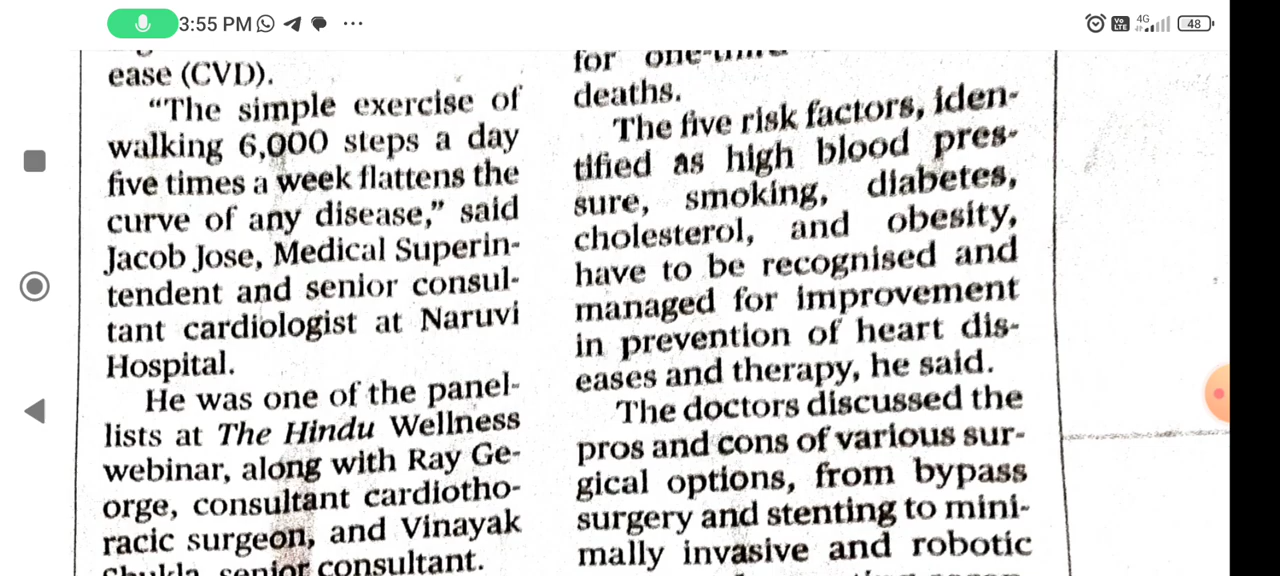 3:55 PM
4G
Vo
LTE
48
ease (CVD).
“The simple exercise of
walking 6,000 steps a day
five times a week flattens the
curve of any disease,” said
Jacob Jose, Medical Superin-
tendent and senior consul-
tant cardiologist at Naruvi
Hospital.
He was one of the panel-
lists at The Hindu Wellness
webinar, along with Ray Ge-
orge, consultant cardiotho-
racic surgeon, and Vinayak
Shukla, senior consultant.
for one-third
deaths.
The five risk factors, iden-
tified as high blood pres-
sure, smoking, diabetes,
cholesterol, and obesity,
have to be recognised and
managed for improvement
in prevention of heart dis-
eases and therapy, he said.
The doctors discussed the
pros and cons of various sur-
gical options, from bypass
surgery and stenting to mini-
mally invasive and robotic